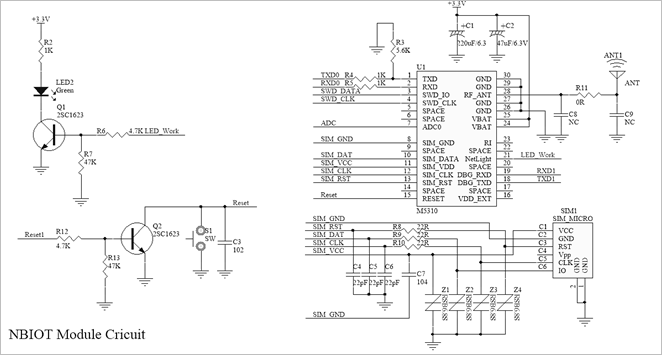 +3.3V
R2
1K
LED2
Green
Q1
2SC1623
R6 4.7K LED_Work
R7
47K
Reset1
R12
4.7K
R13
47K
Q2
2SC1623
Reset
S1
SW
C3
102
NBIOT Module Cricuit
+3.3V
+C1
220uF/6.3
+C2
47uF/6.3V
R3
5.6K
U1
TXD0 R4 1K
RXD0 R5 1K
SWD_DATA
SWD_CLK
ADC
SIM_GND
SIM_DAT
SIM_VCC
SIM_CLK
SIM_RST
Reset
1 TXD GND 30
2 RXD GND 29
3 SWD_IO RF_ANT 28
4 SWD_CLK GND 27
5 SPACE GND 26
6 SPACE VBAT 25
7 ADC0 VBAT 24
8 SIM_GND RI 23
9 SPACE SPACE 22
10 SIM_DATA NetLight 21
11 SIM_VDD SPACE 20
12 SIM_CLK DBG_RXD 19
13 SIM_RST DBG_TXD 18
14 SPACE SPACE 17
15 RESET VDD_EXT 16
M5310
LED_Work
RXD1
TXD1
ANT1
ANT
R11
0R
C8
NC
C9
NC
SIM_GND
SIM_RST R8 22R
SIM_DAT R9 22R
SIM_CLK R10 22R
SIM_VCC
C4 C5 C6
22pF 22pF 22pF
C7
104
SIM_GND
Z1 Z2 Z3 Z4
SIM1
SIM_MICRO
C1 VCC
C2 GND
C3 RST
C4 Vpp
C5 CLK
C6 IO
GND
GND
2
1